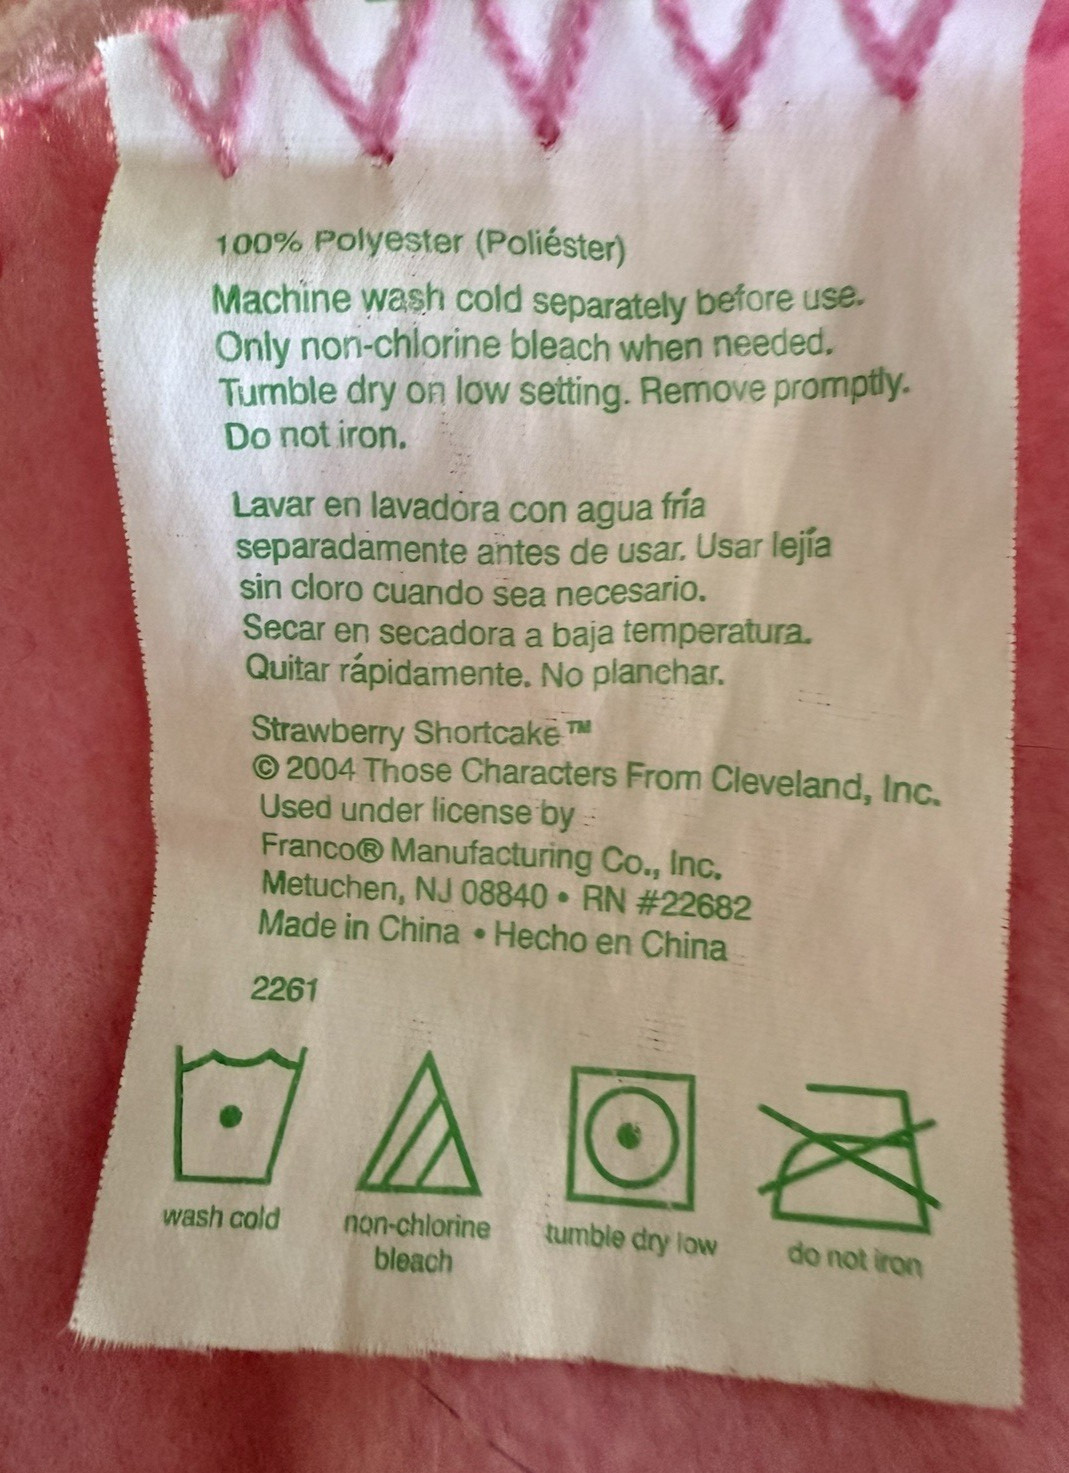 100% Polyester (Poliéster)
Machine wash cold separately before use.
Only non-chlorine bleach when needed.
Tumble dry on low setting. Remove promptly.
Do not iron.
Lavar en lavadora con agua fría
separadamente antes de usar. Usar lejía
sin cloro cuando sea necesario.
Secar en secadora a baja temperatura.
Quitar rápidamente. No planchar.
Strawberry Shortcake™
© 2004 Those Characters From Cleveland, Inc.
Used under license by
Franco® Manufacturing Co., Inc.
Metuchen, NJ 08840 • RN #22682
Made in China • Hecho en China
2261
wash cold
non-chlorine
bleach
tumble dry low
do not iron